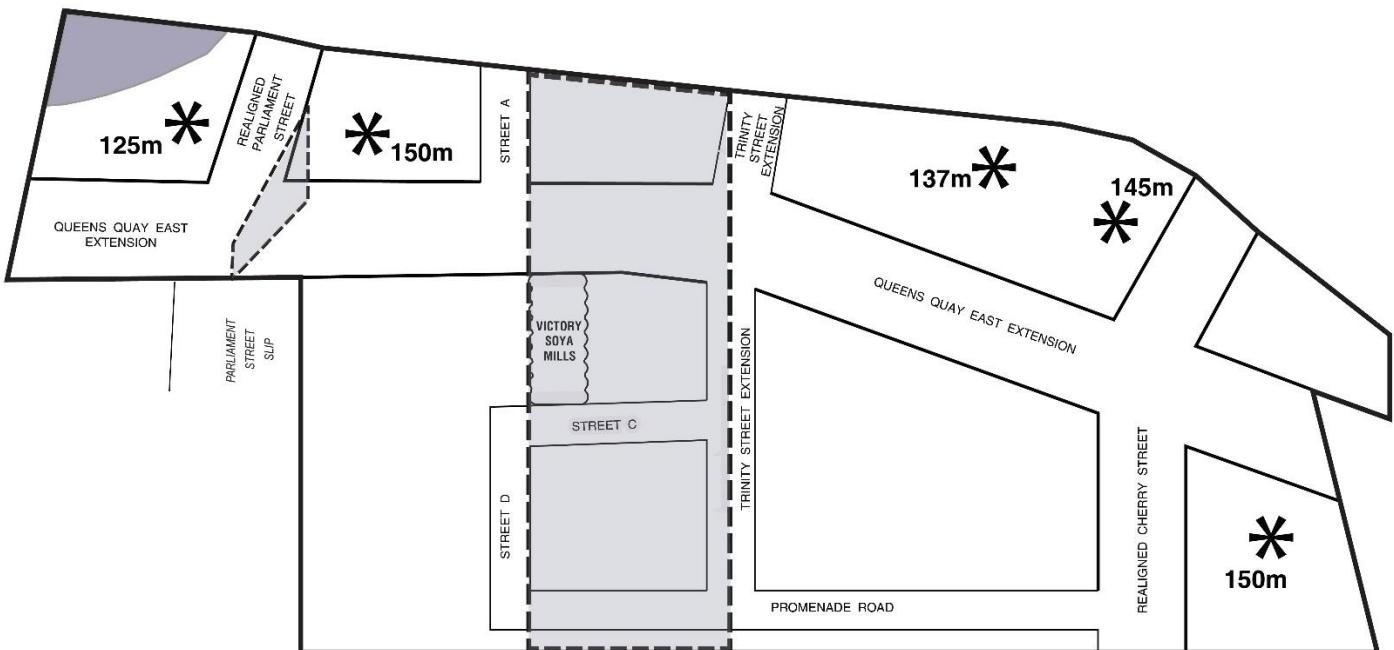 125m
REALIGNED
PARLIAMENT
STREET
150m
STREET A
TRINITY
STREET
EXTENSION
137m
145m
QUEENS QUAY EAST
EXTENSION
QUEENS QUAY EAST EXTENSION
PARLIAMENT
STREET
SLIP
VICTORY
SOYA
MILLS
TRINITY STREET EXTENSION
STREET C
STREET D
REALIGNED CHERRY STREET
150m
PROMENADE ROAD